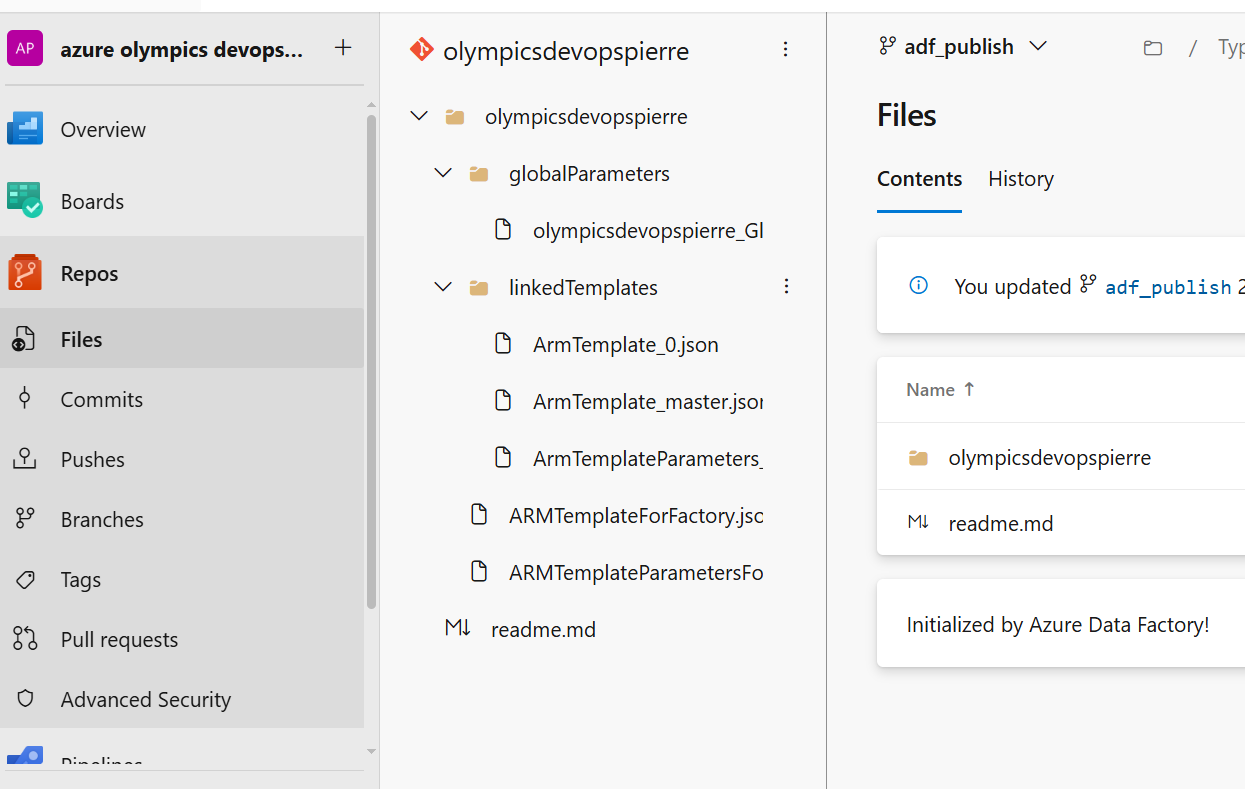 AP azure olympics devops... +
Overview
Boards
Repos
Files
Commits
Pushes
Branches
Tags
Pull requests
Advanced Security
Pipelines
olympicsdevopspierre
olympicsdevopspierre
globalParameters
olympicsdevopspierre_Gl
linkedTemplates
ArmTemplate_0.json
ArmTemplate_master.jsor
ArmTemplateParameters_
ARMTemplateForFactory.jsc
ARMTemplateParametersFo
readme.md
adf_publish / Typ
Files
Contents History
You updated adf_publish 2
Name ↑
olympicsdevopspierre
readme.md
Initialized by Azure Data Factory!